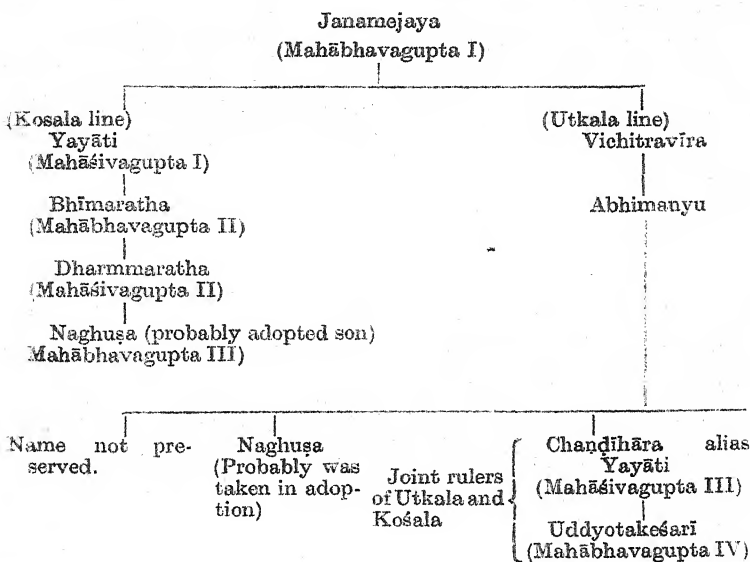 Janamejaya
(Mahābhavagupta I)
(Kosala line)
Yayāti
(Mahāśivagupta I)
Bhīmaratha
(Mahābhavagupta II)
Dharmmaratha
(Mahāśivagupta II)
Naghuṣa (probably adopted son)
Mahābhavagupta III)
(Utkala line)
Vichitravīra
Abhimanyu
Name not pre-
served.
Naghuṣa
(Probably was
taken in adop-
tion)
Joint rulers
of Utkala and
Kośala
Chaṇḍīhāra alias
Yayāti
(Mahāśivagupta III)
Uddyotakeśarī
(Mahābhavagupta IV)